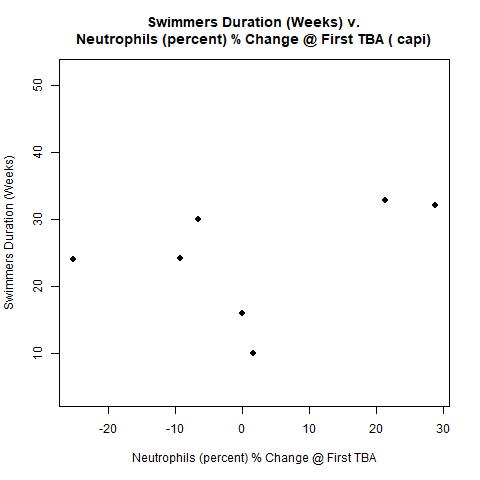 Swimmers Duration (Weeks) v.
Neutrophils (percent) % Change @ First TBA ( capi)
Swimmers Duration (Weeks)
50
40
30
20
10
-20 -10 0 10 20 30
Neutrophils (percent) % Change @ First TBA